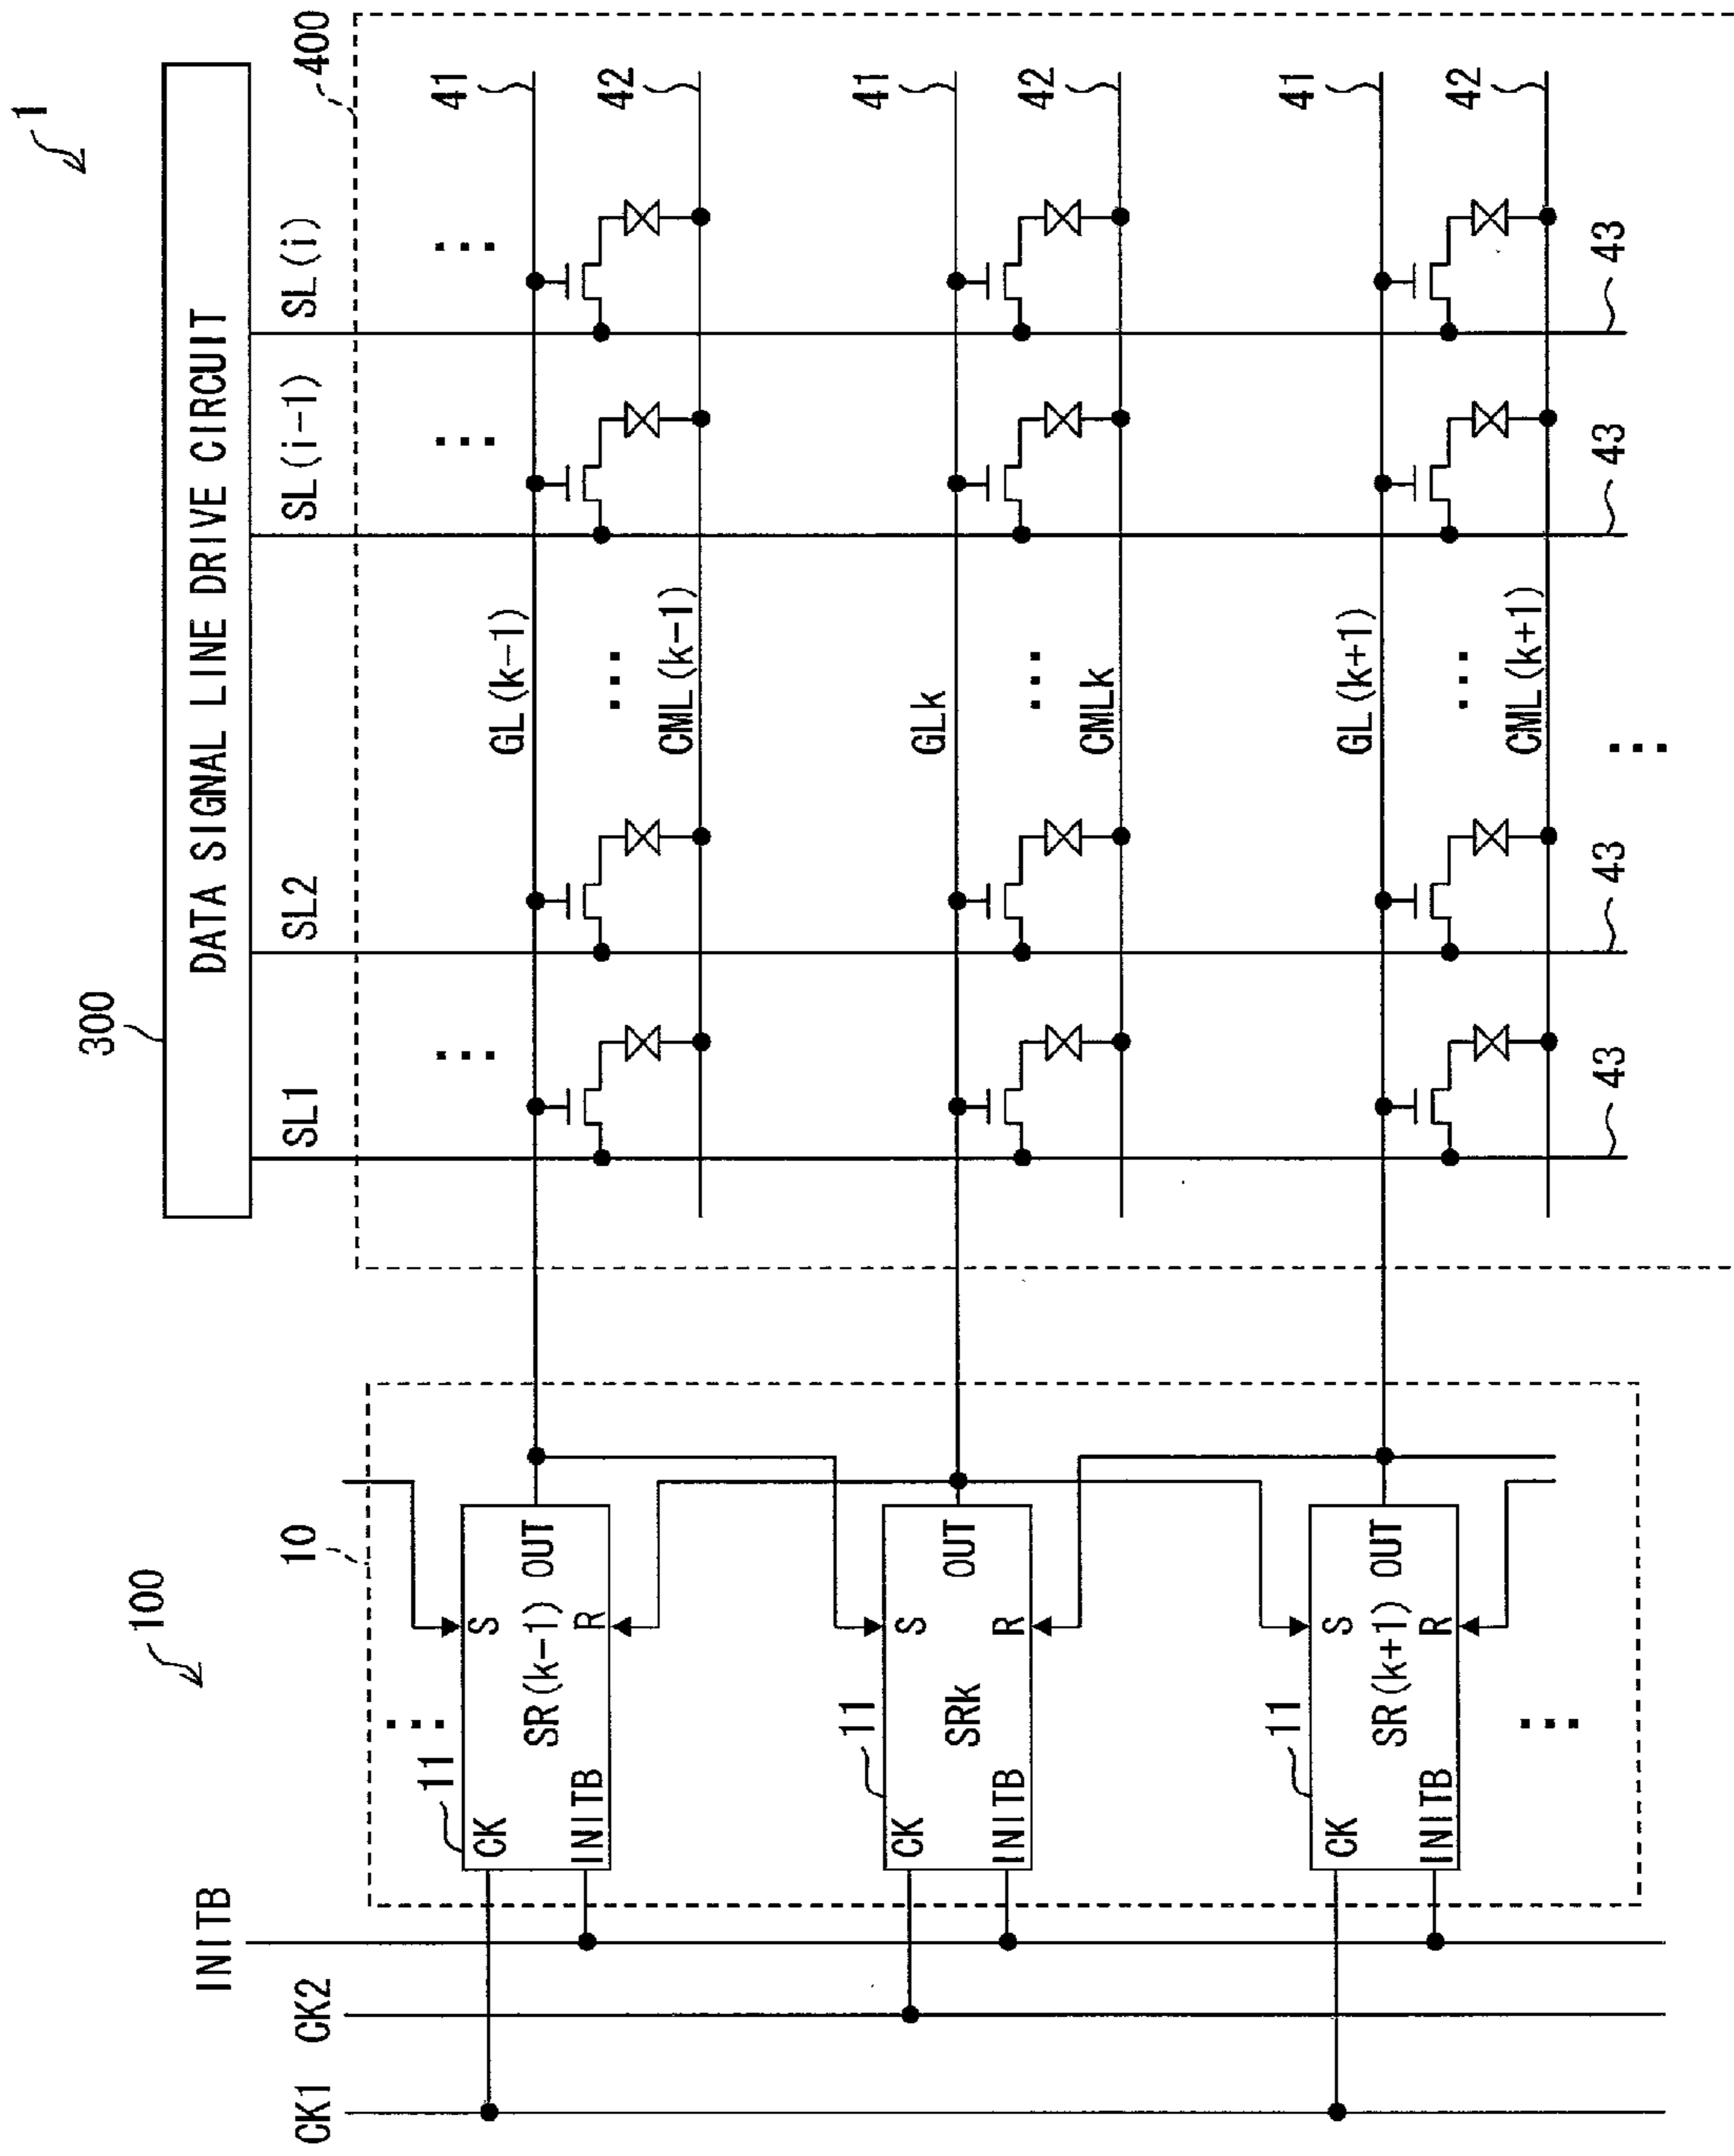 1
300
DATA SIGNAL LINE DRIVE CIRCUIT
100
10
400
INITB
CK1
CK2
SL1
SL2
SL(i-1)
SL(i)
⋮
⋮
⋮
⋮
11
CK
S
SR(k-1)
OUT
INITB
R
GL(k-1)
41
...
CML(k-1)
42
11
CK
S
SRk
OUT
INITB
R
GLk
41
...
CMLk
42
11
CK
S
SR(k+1)
OUT
INITB
R
GL(k+1)
41
...
CML(k+1)
42
⋮
⋮
43
43
43
43